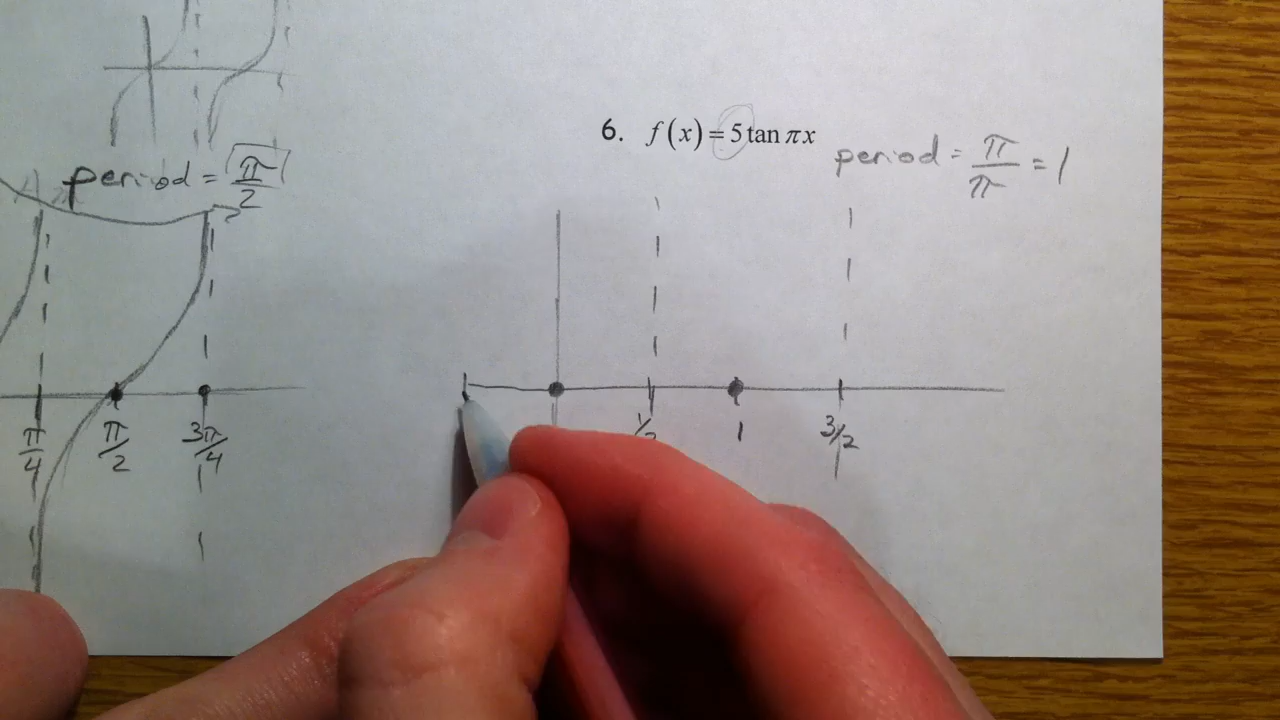 6. f(x) = 5 tan πx
period = π/π = 1
period = π/2
π/4 π/2 3π/4
1 3/2